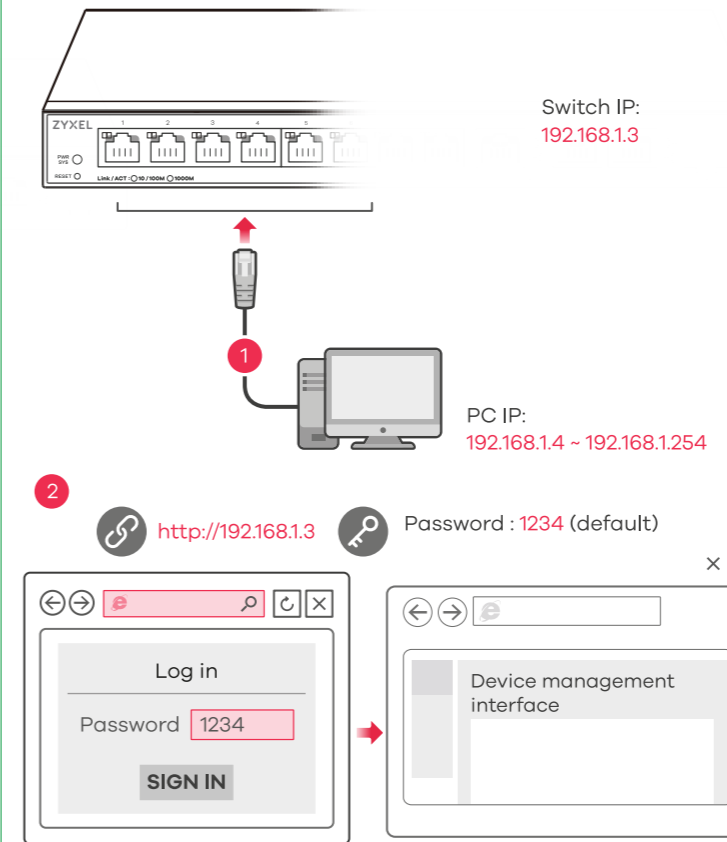 Switch IP:
192.168.1.3
ZYXEL
1 2 3 4 5
PWR
SYS
RESET
Link / ACT : 10 / 100M 1000M
1
PC IP:
192.168.1.4 ~ 192.168.1.254
2
http://192.168.1.3
Password : 1234 (default)
Log in
Password 1234
SIGN IN
Device management
interface